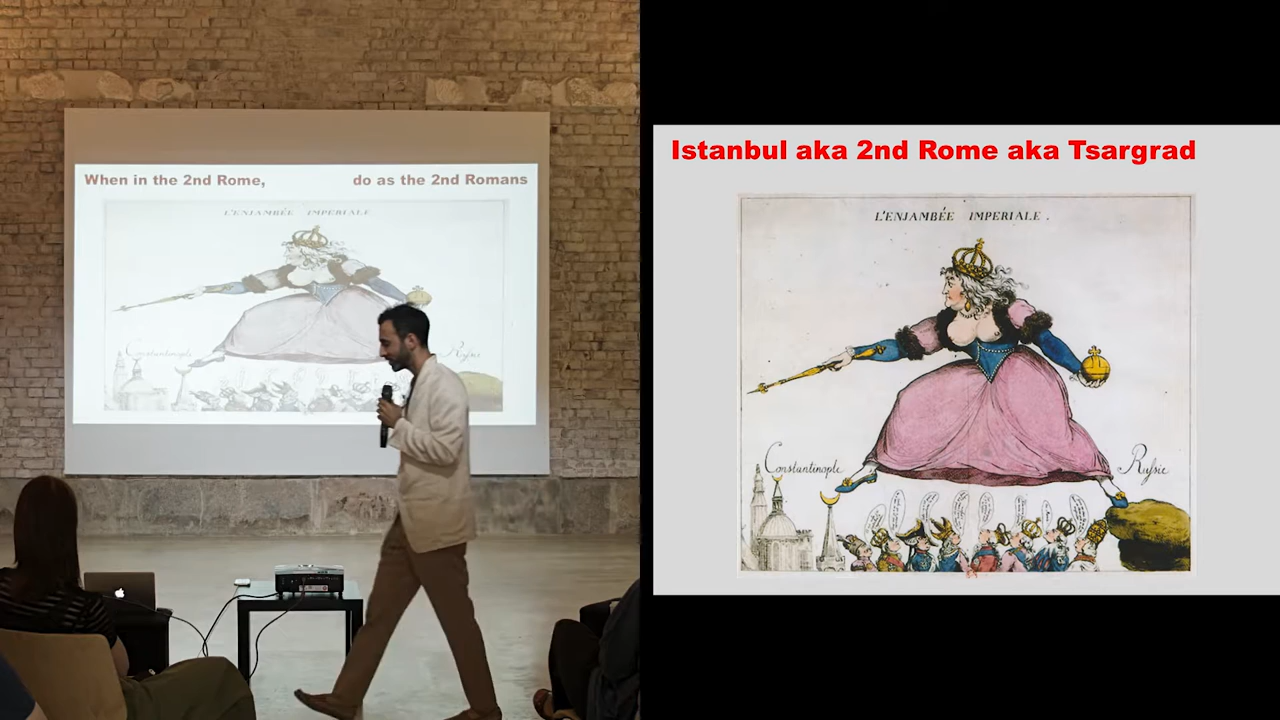 When in the 2nd Rome, do as the 2nd Romans
L'ENJAMBÉE IMPERIALE
Constantinople
Russie
Istanbul aka 2nd Rome aka Tsargrad
L'ENJAMBÉE IMPERIALE.
Constantinople
Russie